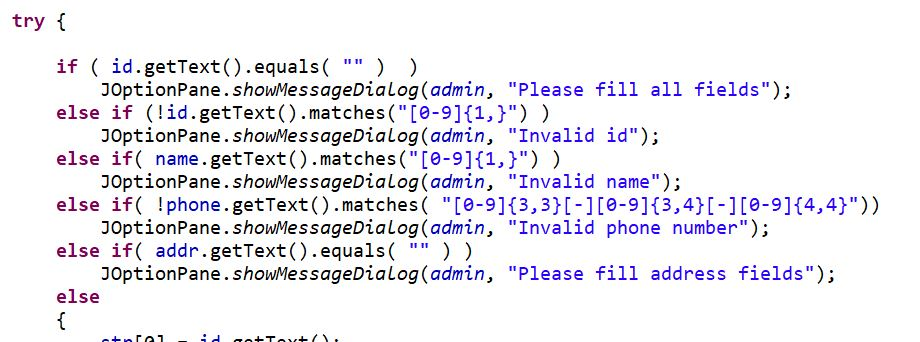 try {
if ( id.getText().equals( "" ) )
JOptionPane.showMessageDialog(admin, "Please fill all fields");
else if (!id.getText().matches("[0-9]{1,}") )
JOptionPane.showMessageDialog(admin, "Invalid id");
else if( name.getText().matches("[0-9]{1,}") )
JOptionPane.showMessageDialog(admin, "Invalid name");
else if( !phone.getText().matches( "[0-9]{3,3}[-][0-9]{3,4}[-][0-9]{4,4}"))
JOptionPane.showMessageDialog(admin, "Invalid phone number");
else if( addr.getText().equals( "" ) )
JOptionPane.showMessageDialog(admin, "Please fill address fields");
else
{
str[0] = id.getText();